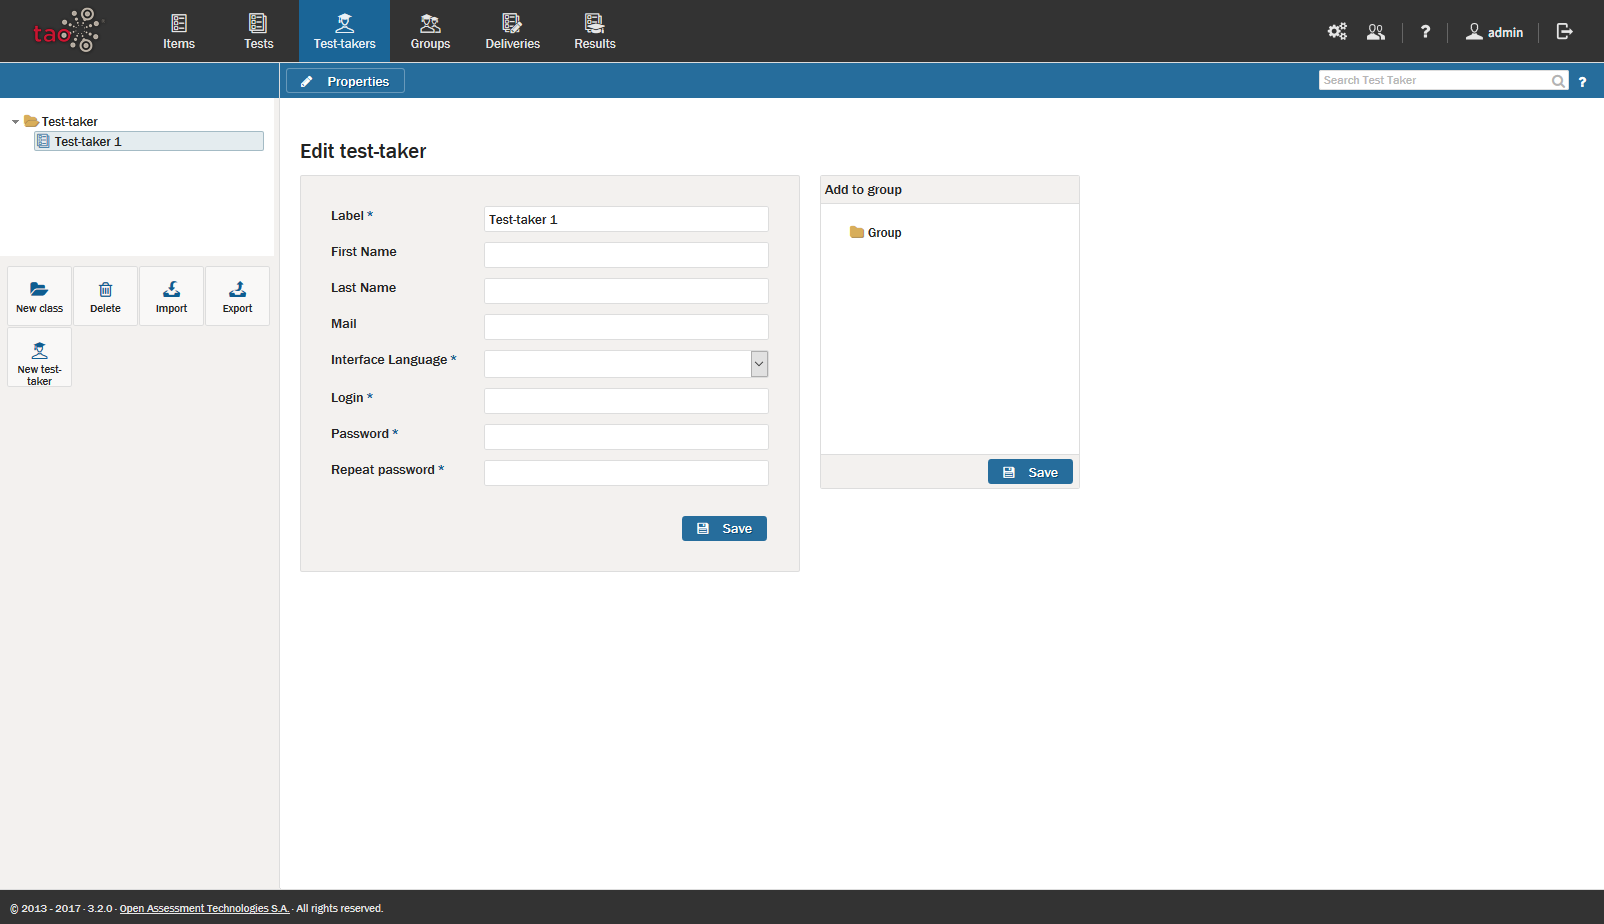 tao
Items
Tests
Test-takers
Groups
Deliveries
Results
?
admin
Properties
Search Test Taker
?
Test-taker
Test-taker 1
New class
Delete
Import
Export
New test-
taker
Edit test-taker
Label *
Test-taker 1
First Name
Last Name
Mail
Interface Language *
Login *
Password *
Repeat password *
Save
Add to group
Group
Save
© 2013 - 2017 · 3.2.0 · Open Assessment Technologies S.A. · All rights reserved.